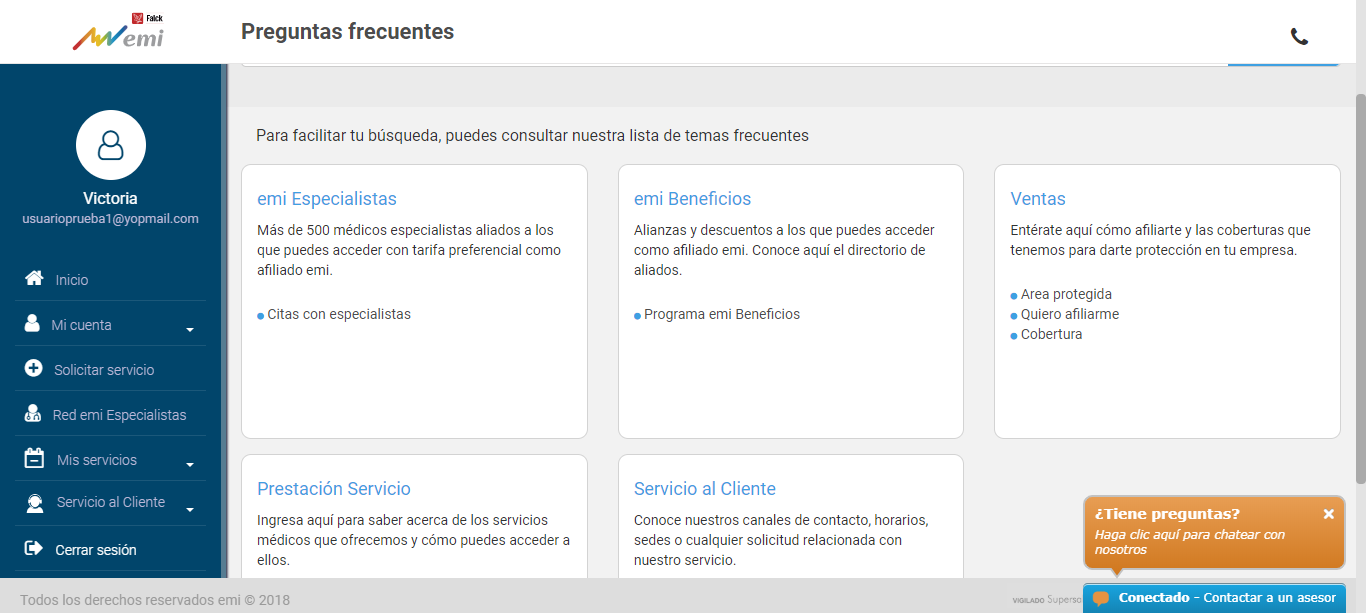 Falck
emi
Preguntas frecuentes
Victoria
usuarioprueba1@yopmail.com
Inicio
Mi cuenta
Solicitar servicio
Red emi Especialistas
Mis servicios
Servicio al Cliente
Cerrar sesión
Para facilitar tu búsqueda, puedes consultar nuestra lista de temas frecuentes
emi Especialistas
Más de 500 médicos especialistas aliados a los
que puedes acceder con tarifa preferencial como
afiliado emi.
Citas con especialistas
emi Beneficios
Alianzas y descuentos a los que puedes acceder
como afiliado emi. Conoce aquí el directorio de
aliados.
Programa emi Beneficios
Ventas
Entérate aquí cómo afiliarte y las coberturas que
tenemos para darte protección en tu empresa.
Area protegida
Quiero afiliarme
Cobertura
Prestación Servicio
Ingresa aquí para saber acerca de los servicios
médicos que ofrecemos y cómo puedes acceder a
ellos.
Servicio al Cliente
Conoce nuestros canales de contacto, horarios,
sedes o cualquier solicitud relacionada con
nuestro servicio.
¿Tiene preguntas?
Haga clic aquí para chatear con
nosotros
Conectado - Contactar a un asesor
Todos los derechos reservados emi © 2018
VIGILADO Superso